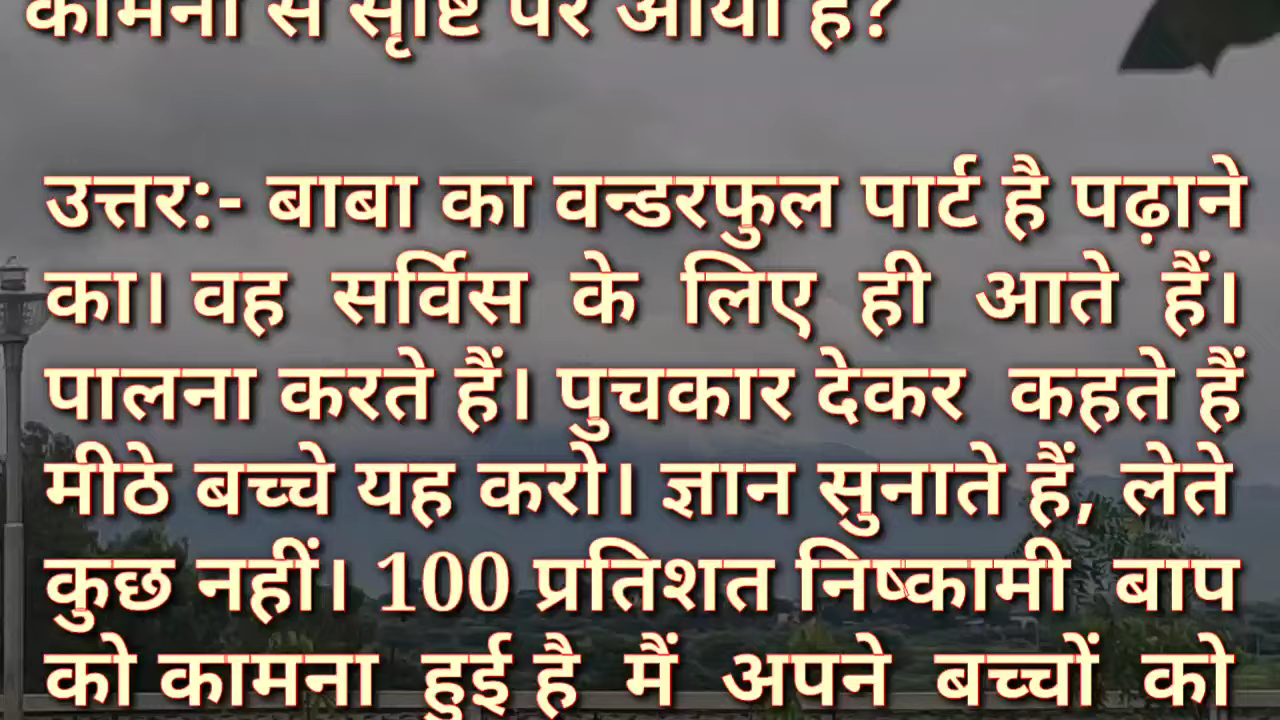 कामना से सृष्टि पर आया है?
उत्तर:- बाबा का वन्डरफुल पार्ट है पढ़ाने
का। वह सर्विस के लिए ही आते हैं।
पालना करते हैं। पुचकार देकर कहते हैं
मीठे बच्चे यह करो। ज्ञान सुनाते हैं, लेते
कुछ नहीं। 100 प्रतिशत निष्कामी बाप
को कामना हुई है मैं अपने बच्चों को